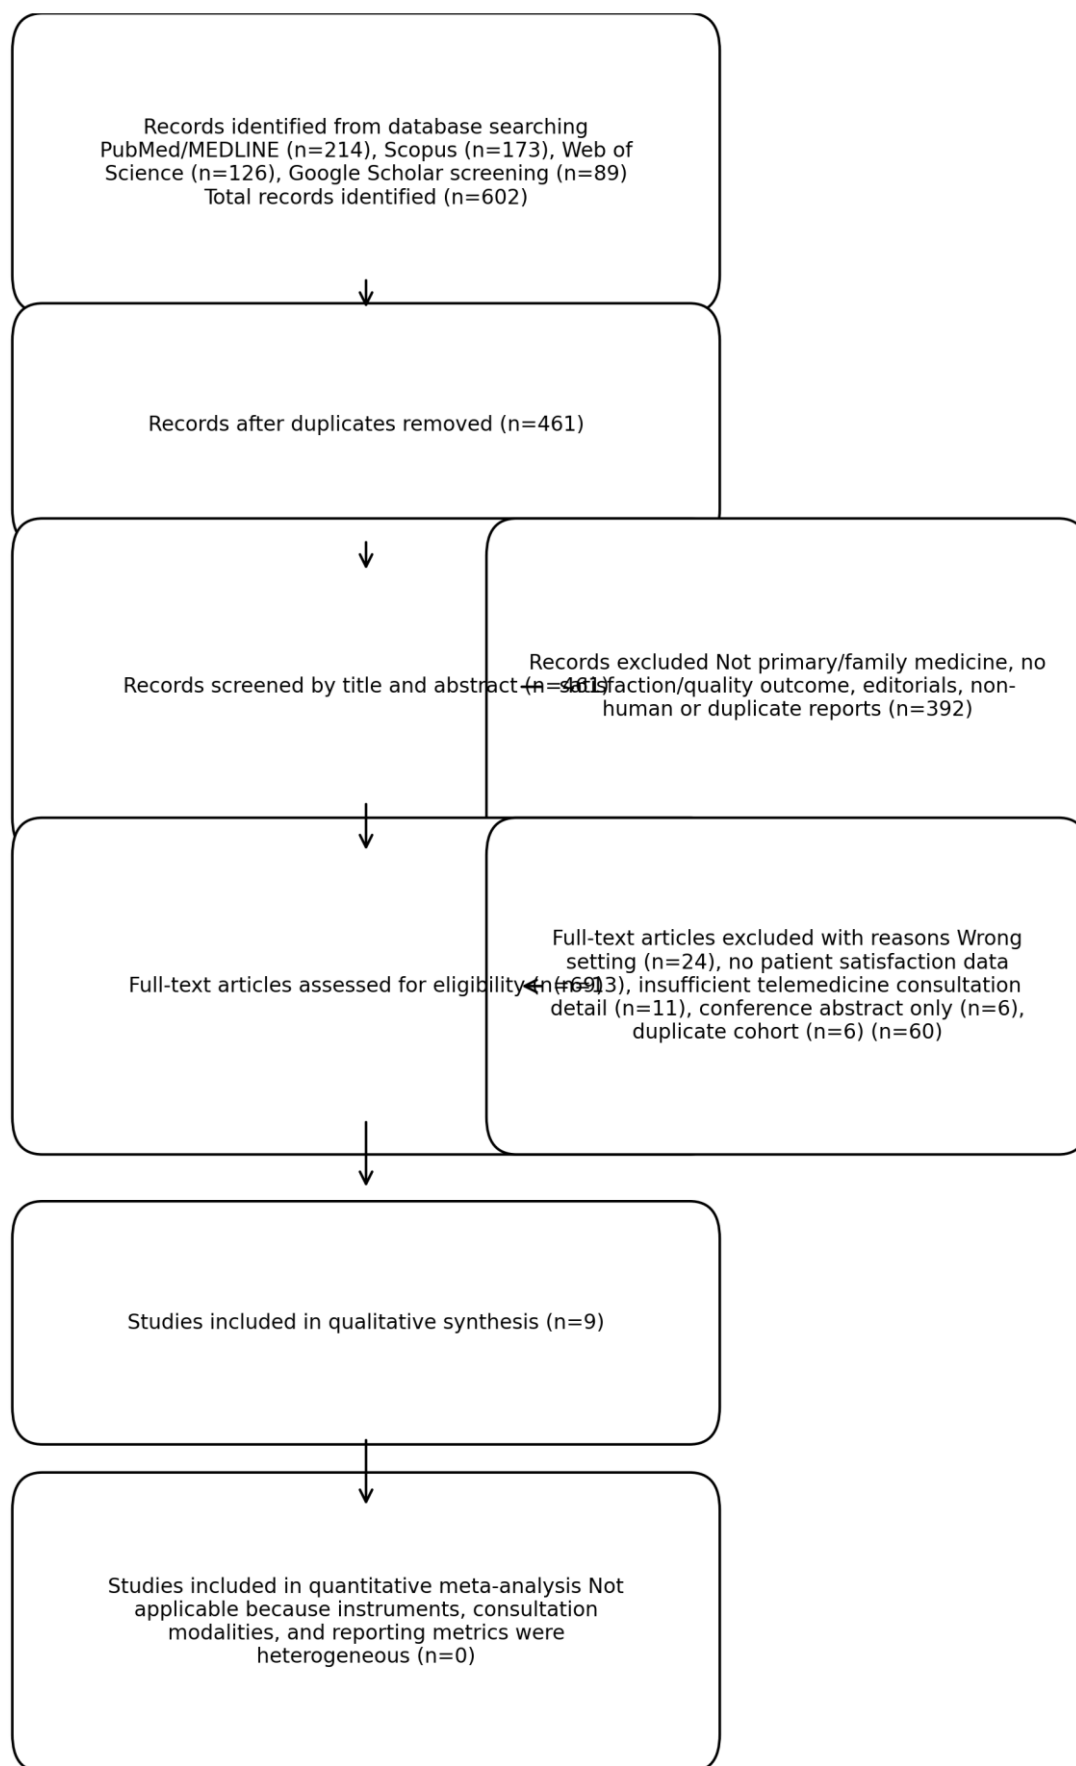 Records identified from database searching
PubMed/MEDLINE (n=214), Scopus (n=173), Web of
Science (n=126), Google Scholar screening (n=89)
Total records identified (n=602)
Records after duplicates removed (n=461)
Records screened by title and abstract (n=461)
Records excluded Not primary/family medicine, no
satisfaction/quality outcome, editorials, non-
human or duplicate reports (n=392)
Full-text articles assessed for eligibility (n=69)
Full-text articles excluded with reasons Wrong
setting (n=24), no patient satisfaction data
(n=13), insufficient telemedicine consultation
detail (n=11), conference abstract only (n=6),
duplicate cohort (n=6) (n=60)
Studies included in qualitative synthesis (n=9)
Studies included in quantitative meta-analysis Not
applicable because instruments, consultation
modalities, and reporting metrics were
heterogeneous (n=0)